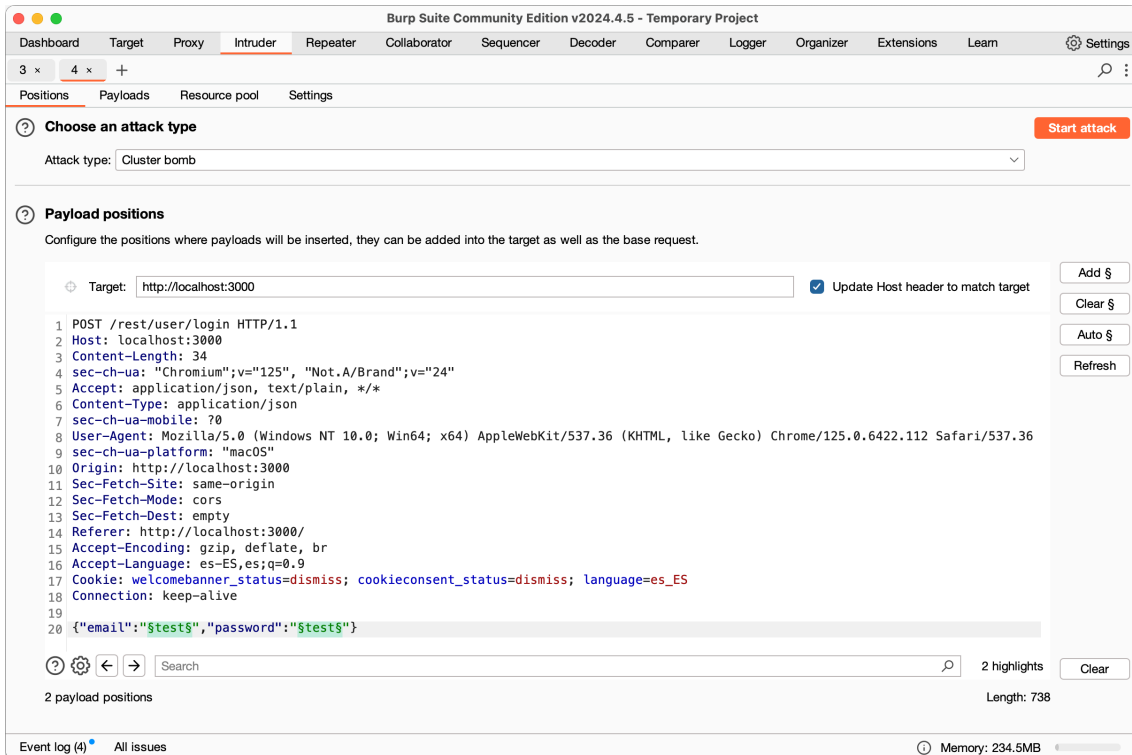 Burp Suite Community Edition v2024.4.5 - Temporary Project
Dashboard Target Proxy Intruder Repeater Collaborator Sequencer Decoder Comparer Logger Organizer Extensions Learn Settings
3 × 4 × +
Positions Payloads Resource pool Settings
? Choose an attack type Start attack
Attack type: Cluster bomb
? Payload positions
Configure the positions where payloads will be inserted, they can be added into the target as well as the base request.
Add §
Target: http://localhost:3000 Update Host header to match target
Clear §
Auto §
Refresh
1 POST /rest/user/login HTTP/1.1
2 Host: localhost:3000
3 Content-Length: 34
4 sec-ch-ua: "Chromium";v="125", "Not.A/Brand";v="24"
5 Accept: application/json, text/plain, */*
6 Content-Type: application/json
7 sec-ch-ua-mobile: ?0
8 User-Agent: Mozilla/5.0 (Windows NT 10.0; Win64; x64) AppleWebKit/537.36 (KHTML, like Gecko) Chrome/125.0.6422.112 Safari/537.36
9 sec-ch-ua-platform: "macOS"
10 Origin: http://localhost:3000
11 Sec-Fetch-Site: same-origin
12 Sec-Fetch-Mode: cors
13 Sec-Fetch-Dest: empty
14 Referer: http://localhost:3000/
15 Accept-Encoding: gzip, deflate, br
16 Accept-Language: es-ES,es;q=0.9
17 Cookie: welcomebanner_status=dismiss; cookieconsent_status=dismiss; language=es_ES
18 Connection: keep-alive
19
20 {"email":"§test§","password":"§test§"}
? Search 2 highlights Clear
2 payload positions Length: 738
Event log (4) All issues Memory: 234.5MB